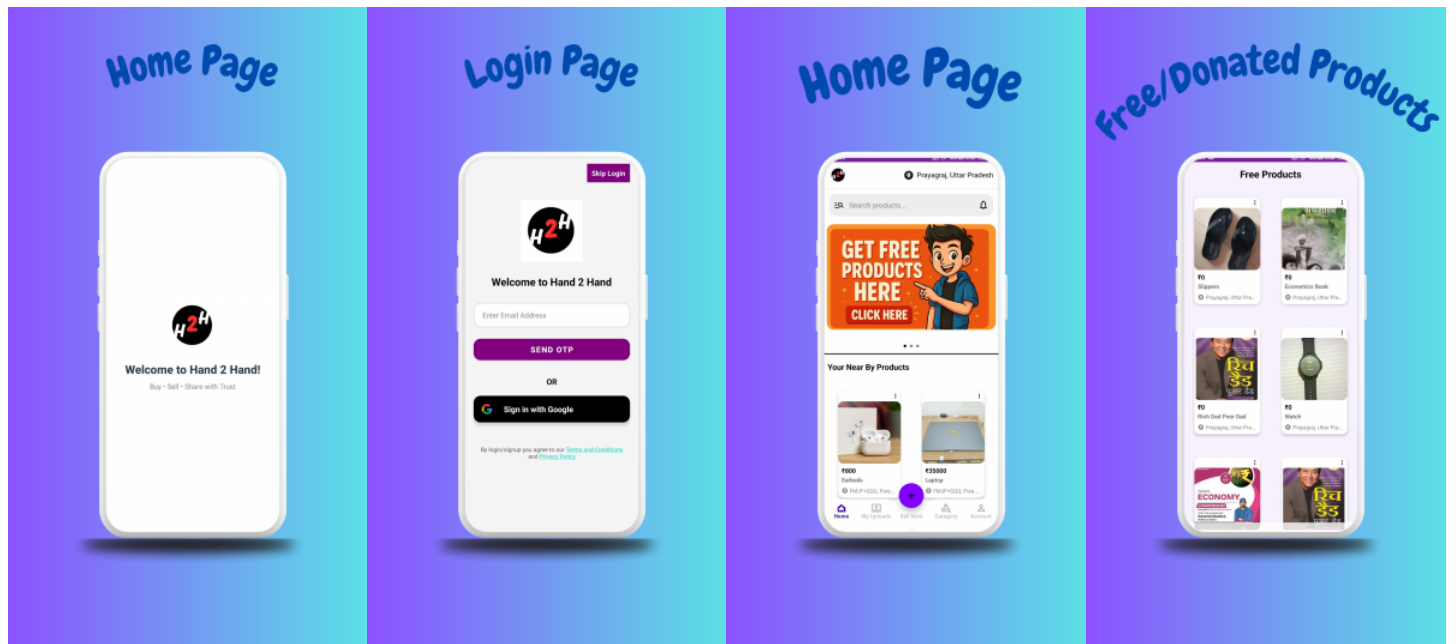 Home Page
H2H
Welcome to Hand 2 Hand!
Buy • Sell • Share with Trust
Login Page
Skip Login
H2H
Welcome to Hand 2 Hand
Enter Email Address
SEND OTP
OR
Sign in with Google
By login/signup you agree to our Terms and Conditions
and Privacy Policy
Home Page
H2H
Prayagraj, Uttar Pradesh
Search products...
GET FREE
PRODUCTS
HERE
CLICK HERE
Your Near By Products
₹800
Earbuds
₹35000
Laptop
Home
My Uploads
Sell Now
Category
Account
Free/Donated Products
Free Products
₹0
Slippers
Prayagraj, Uttar Pra...
₹0
Economics Book
Prayagraj, Uttar Pra...
रिच
डैड
पुअर डैड
₹0
Rich Dad Poor Dad
Prayagraj, Uttar Pra...
₹0
Watch
Prayagraj, Uttar Pra...
ECONOMY
रिच
डैड